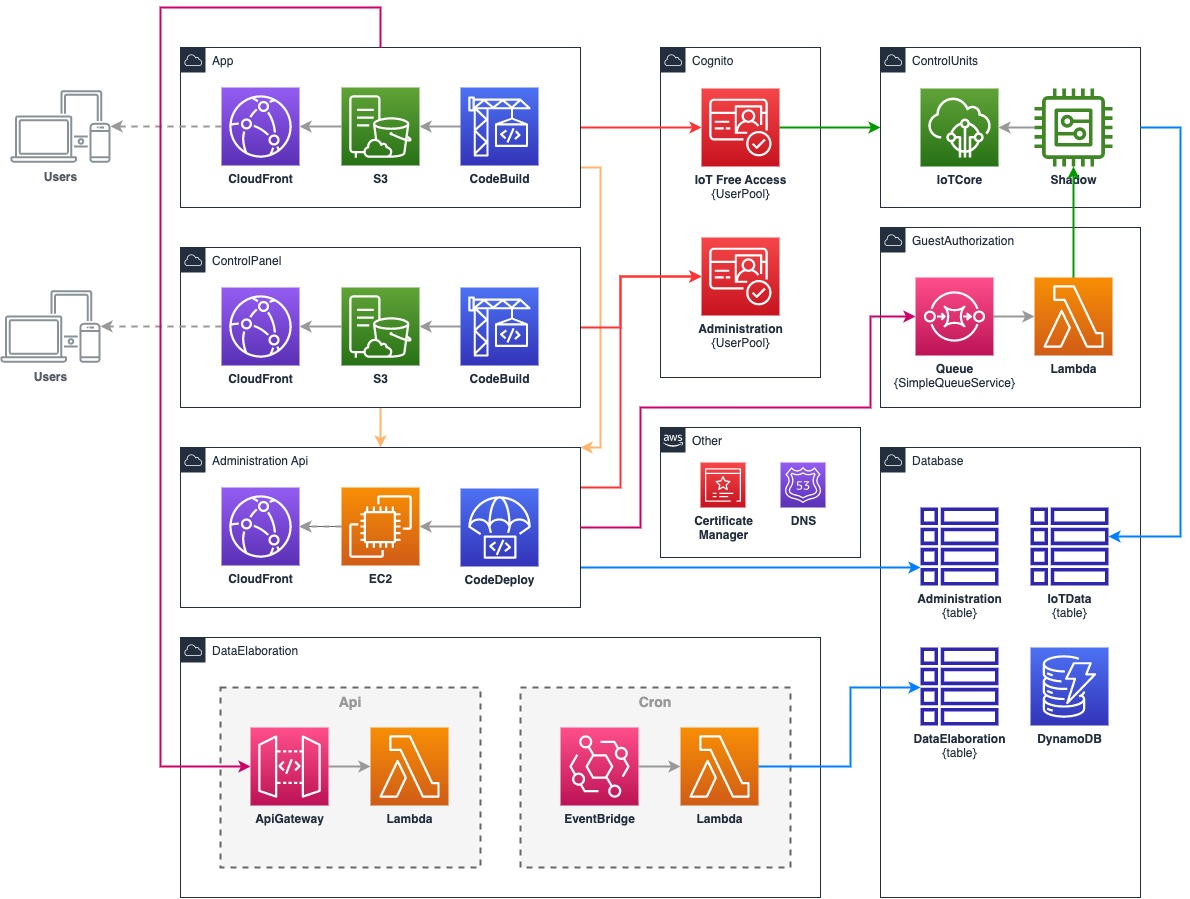 App
CloudFront
S3
CodeBuild
Users
ControlPanel
CloudFront
S3
CodeBuild
Users
Administration Api
CloudFront
EC2
CodeDeploy
Cognito
IoT Free Access
{UserPool}
Administration
{UserPool}
ControlUnits
IoTCore
Shadow
GuestAuthorization
Queue
{SimpleQueueService}
Lambda
aws
Other
Certificate
Manager
53
DNS
Database
Administration
{table}
IoTData
{table}
DataElaboration
{table}
DynamoDB
DataElaboration
Api
ApiGateway
Lambda
Cron
EventBridge
Lambda